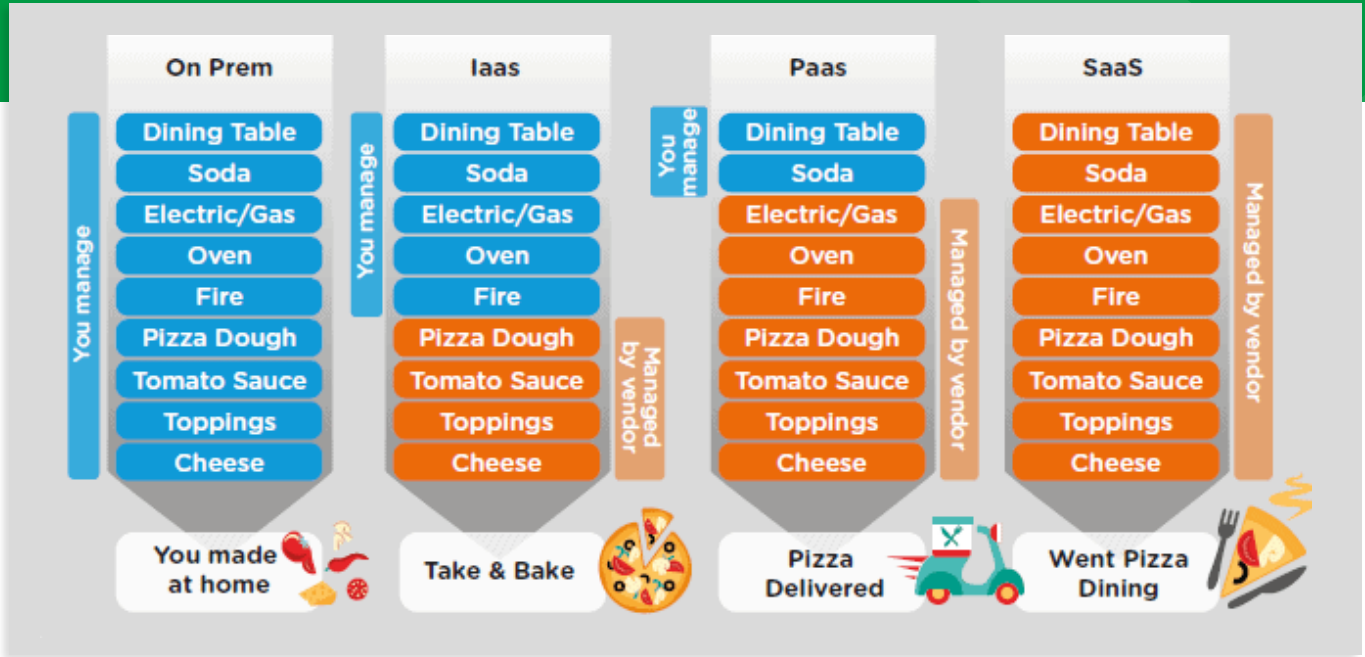 On Prem
You manage
Dining Table
Soda
Electric/Gas
Oven
Fire
Pizza Dough
Tomato Sauce
Toppings
Cheese
You made
at home
Iaas
You manage
Dining Table
Soda
Electric/Gas
Oven
Fire
Pizza Dough
Tomato Sauce
Toppings
Cheese
Managed
by vendor
Take & Bake
Paas
You
manage
Dining Table
Soda
Electric/Gas
Oven
Fire
Pizza Dough
Tomato Sauce
Toppings
Cheese
Managed by vendor
Pizza
Delivered
SaaS
Dining Table
Soda
Electric/Gas
Oven
Fire
Pizza Dough
Tomato Sauce
Toppings
Cheese
Managed by vendor
Went Pizza
Dining